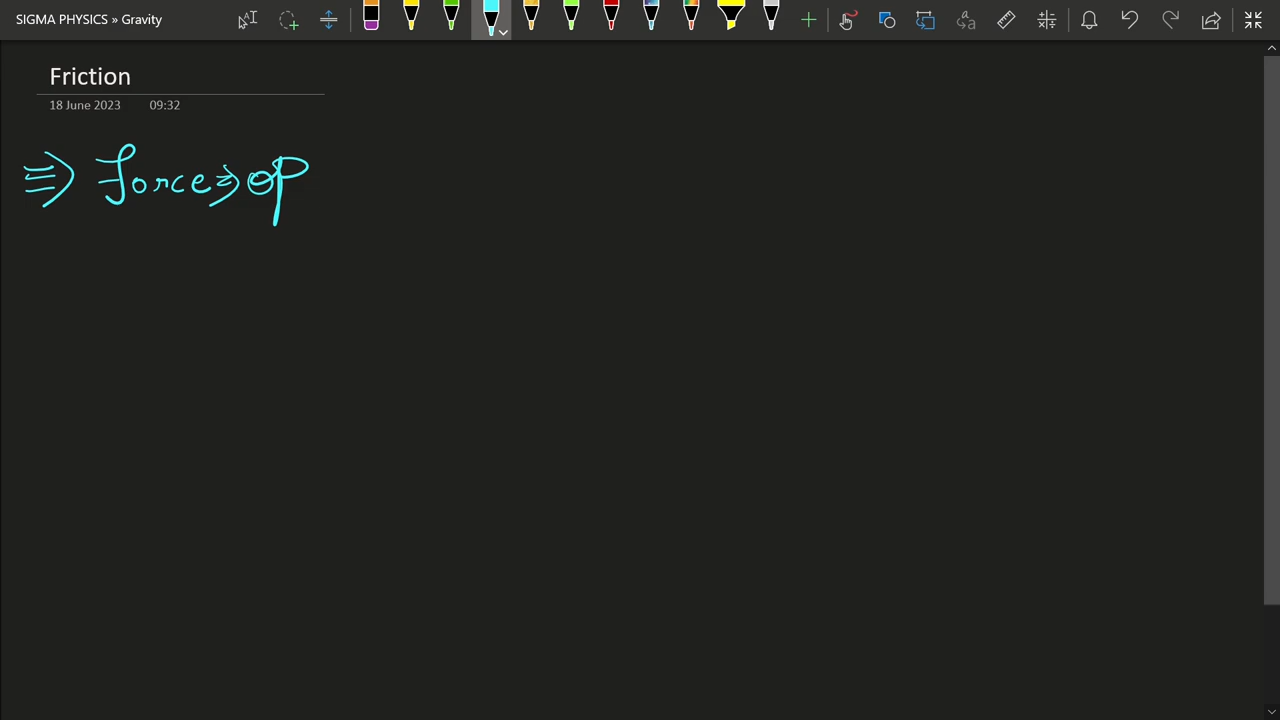 SIGMA PHYSICS » Gravity
Friction
18 June 2023 09:32
⇛ force ⇒ op